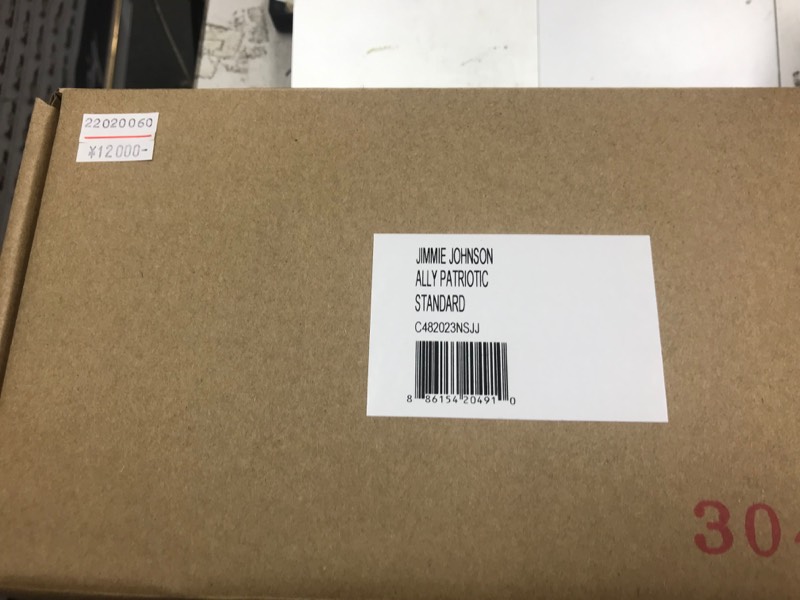 22020060
¥12000-
JIMMIE JOHNSON
ALLY PATRIOTIC
STANDARD
C482023NSJJ
8 86154 20491 0